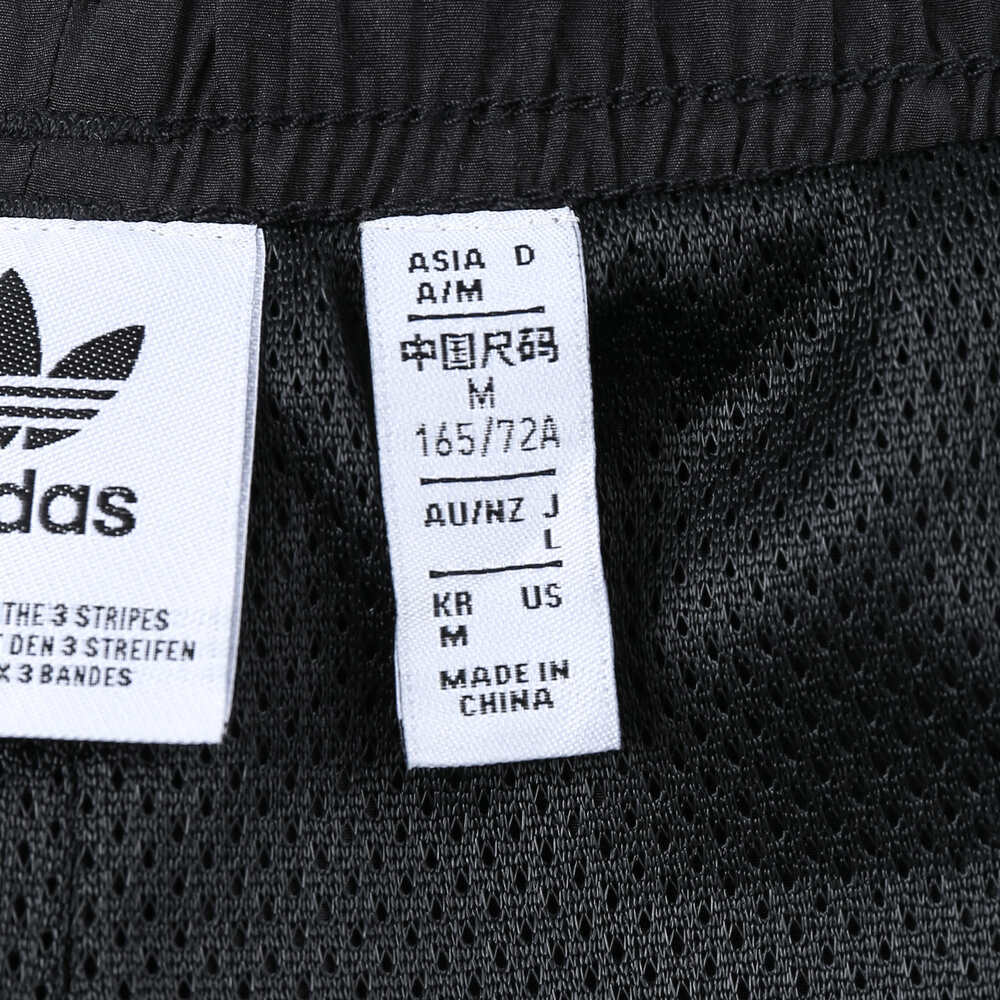 das
THE 3 STRIPES
DEN 3 STREIFEN
3 BANDES
ASIA D
A/M
中国尺码
M
165/72A
AU/NZ J
L
KR US
M
MADE IN
CHINA